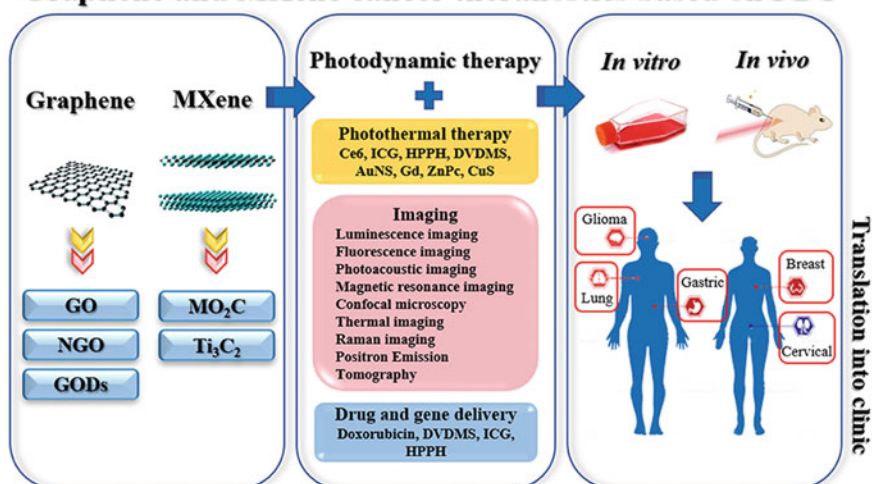 Graphene
MXene
GO
NGO
GODs
MO₂C
Ti₃C₂
Photodynamic therapy
+
Photothermal therapy
Ce6, ICG, HPPH, DVDMS,
AuNS, Gd, ZnPc, CuS
Imaging
Luminescence imaging
Fluorescence imaging
Photoacoustic imaging
Magnetic resonance imaging
Confocal microscopy
Thermal imaging
Raman imaging
Positron Emission
Tomography
Drug and gene delivery
Doxorubicin, DVDMS, ICG,
HPPH
In vitro
In vivo
Glioma
Lung
Gastric
Breast
Cervical
Translation into clinic